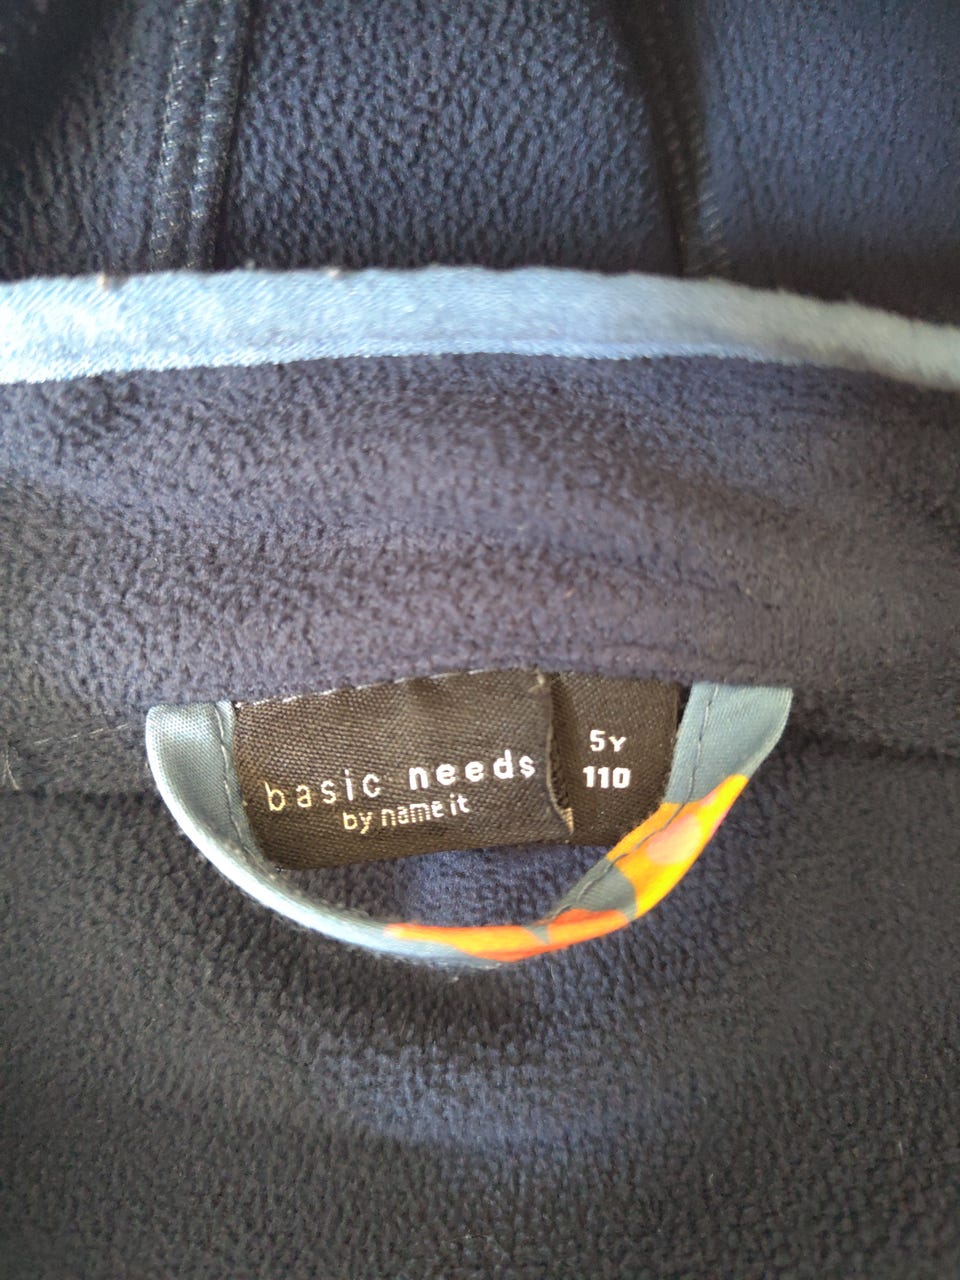 basic needs
by name it
5Y
110